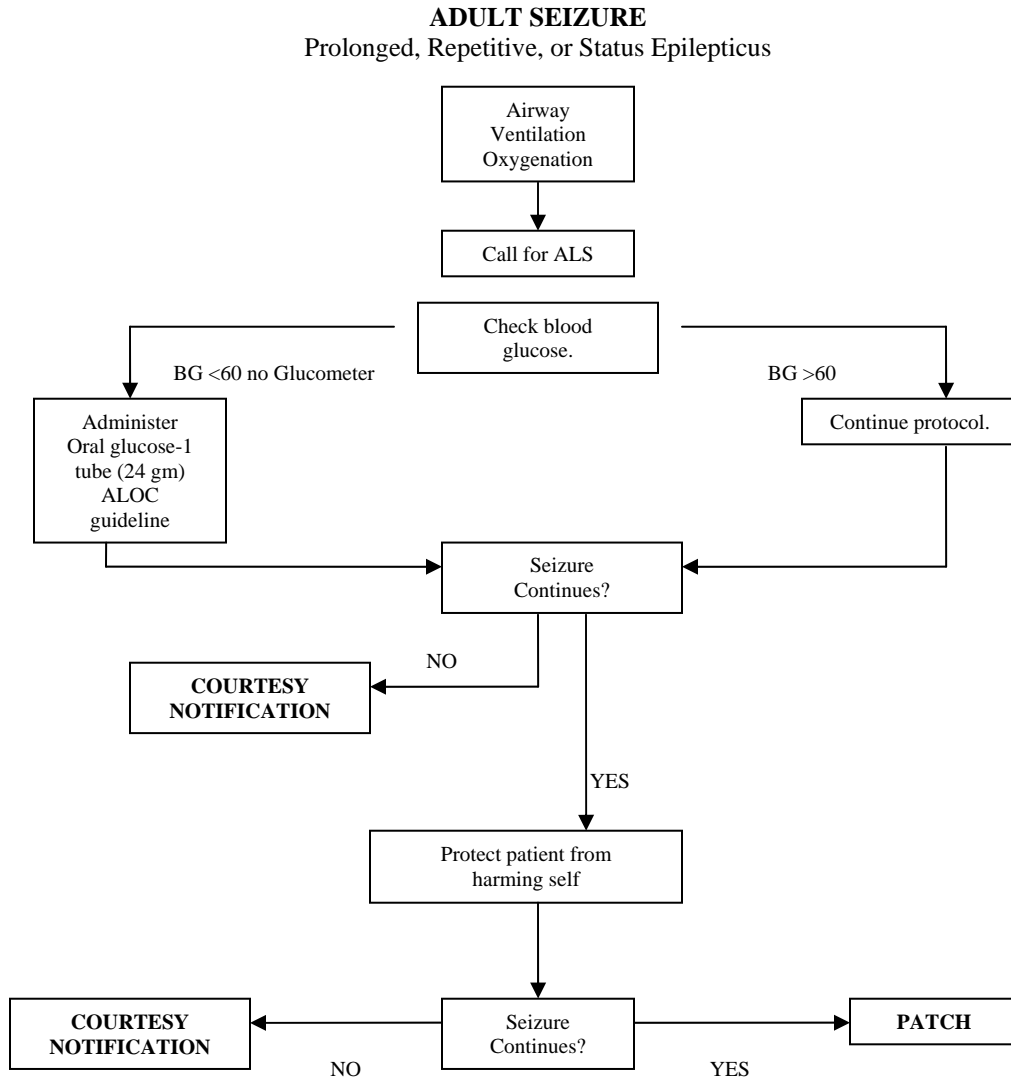 ADULT SEIZURE
Prolonged, Repetitive, or Status Epilepticus
Airway
Ventilation
Oxygenation
Call for ALS
Check blood
glucose.
BG <60 no Glucometer
BG >60
Administer
Oral glucose-1
tube (24 gm)
ALOC
guideline
Continue protocol.
Seizure
Continues?
NO
COURTESY
NOTIFICATION
YES
Protect patient from
harming self
COURTESY
NOTIFICATION
Seizure
Continues?
PATCH
NO
YES